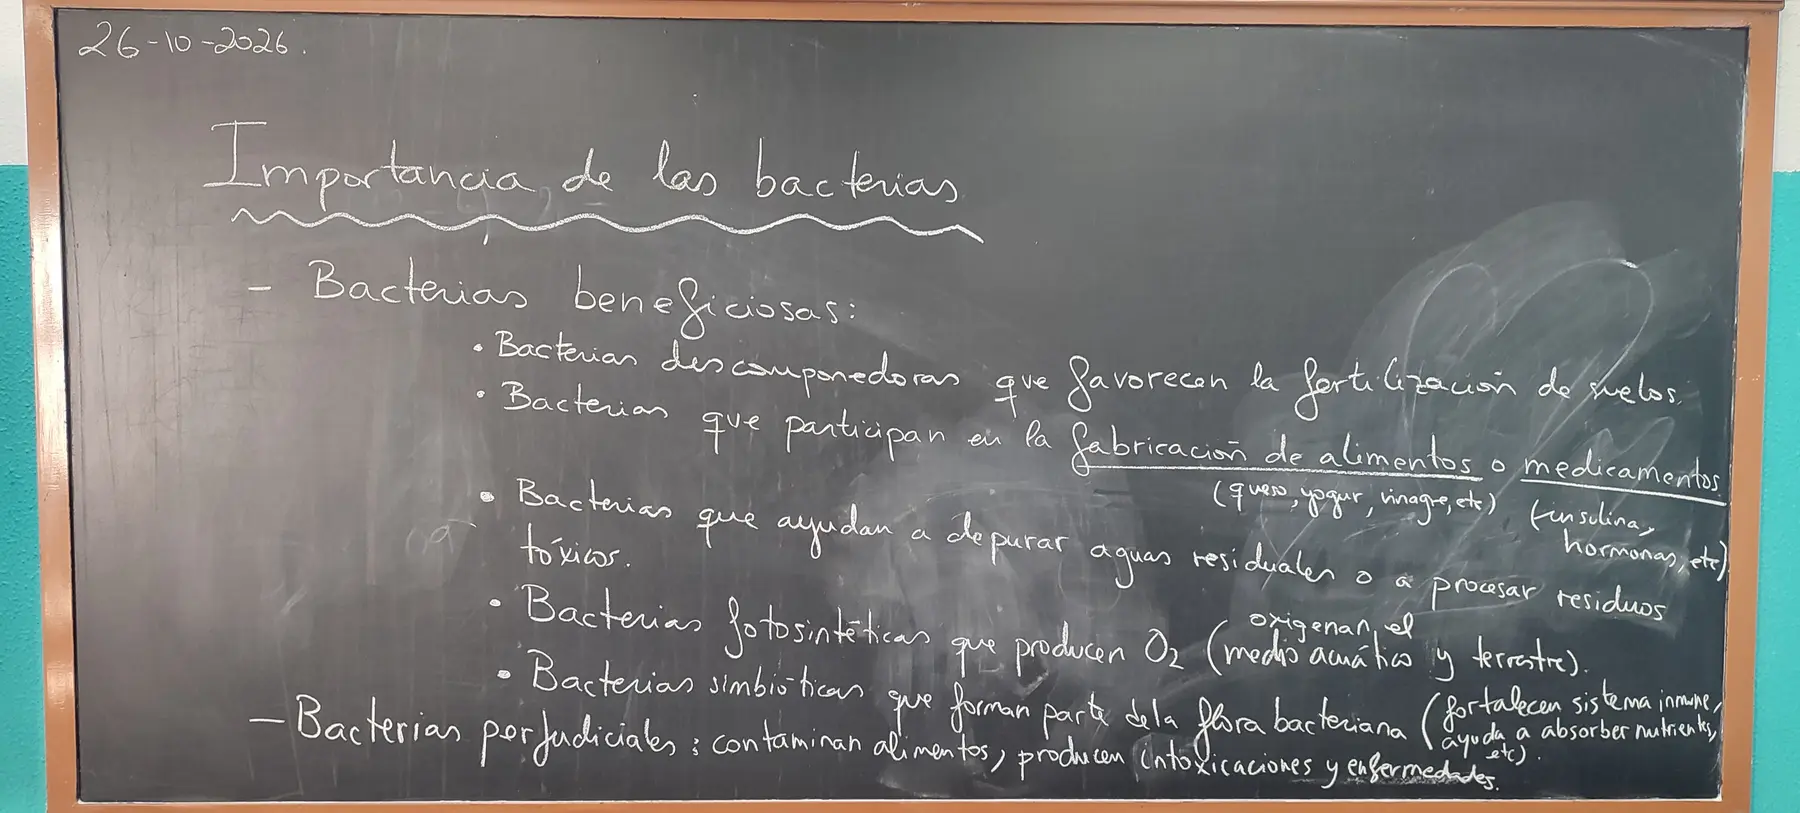 26-10-2026.
Importancia de las bacterias
- Bacterias beneficiosas:
• Bacterias descomponedoras que favorecen la fertilización de suelos.
• Bacterias que participan en la fabricación de alimentos o medicamentos
(queso, yogur, vinagre, etc) (insulina,
hormonas, etc)
• Bacterias que ayudan a depurar aguas residuales o a procesar residuos
tóxicos.
• Bacterias fotosintéticas que producen O2 (oxigenan el
medio acuático y terrestre).
• Bacterias simbióticas que forman parte de la flora bacteriana (fortalecen sistema inmune,
ayuda a absorber nutrientes,
etc).
- Bacterias perjudiciales: contaminan alimentos, producen intoxicaciones y enfermedades.